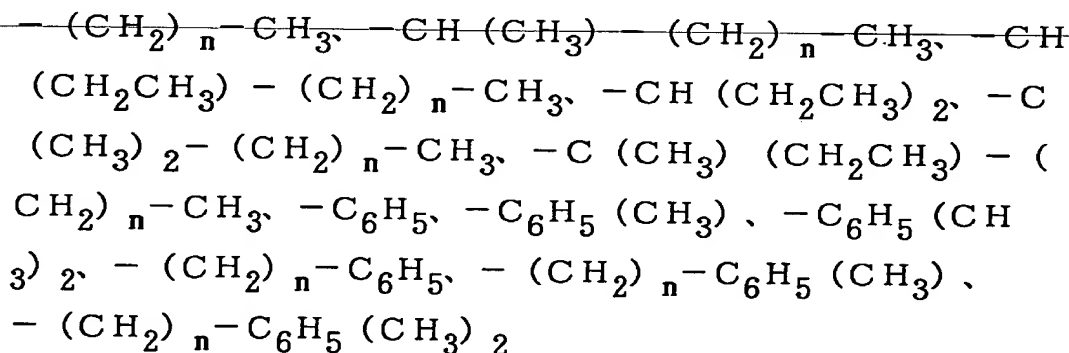 −(CH₂)ₙ−CH₃、−CH(CH₃)−(CH₂)ₙ−CH₃、−CH
(CH₂CH₃)−(CH₂)ₙ−CH₃、−CH(CH₂CH₃)₂、−C
(CH₃)₂−(CH₂)ₙ−CH₃、−C(CH₃)(CH₂CH₃)−(
CH₂)ₙ−CH₃、−C₆H₅、−C₆H₅(CH₃)、−C₆H₅(CH
₃)₂、−(CH₂)ₙ−C₆H₅、−(CH₂)ₙ−C₆H₅(CH₃)、
−(CH₂)ₙ−C₆H₅(CH₃)₂